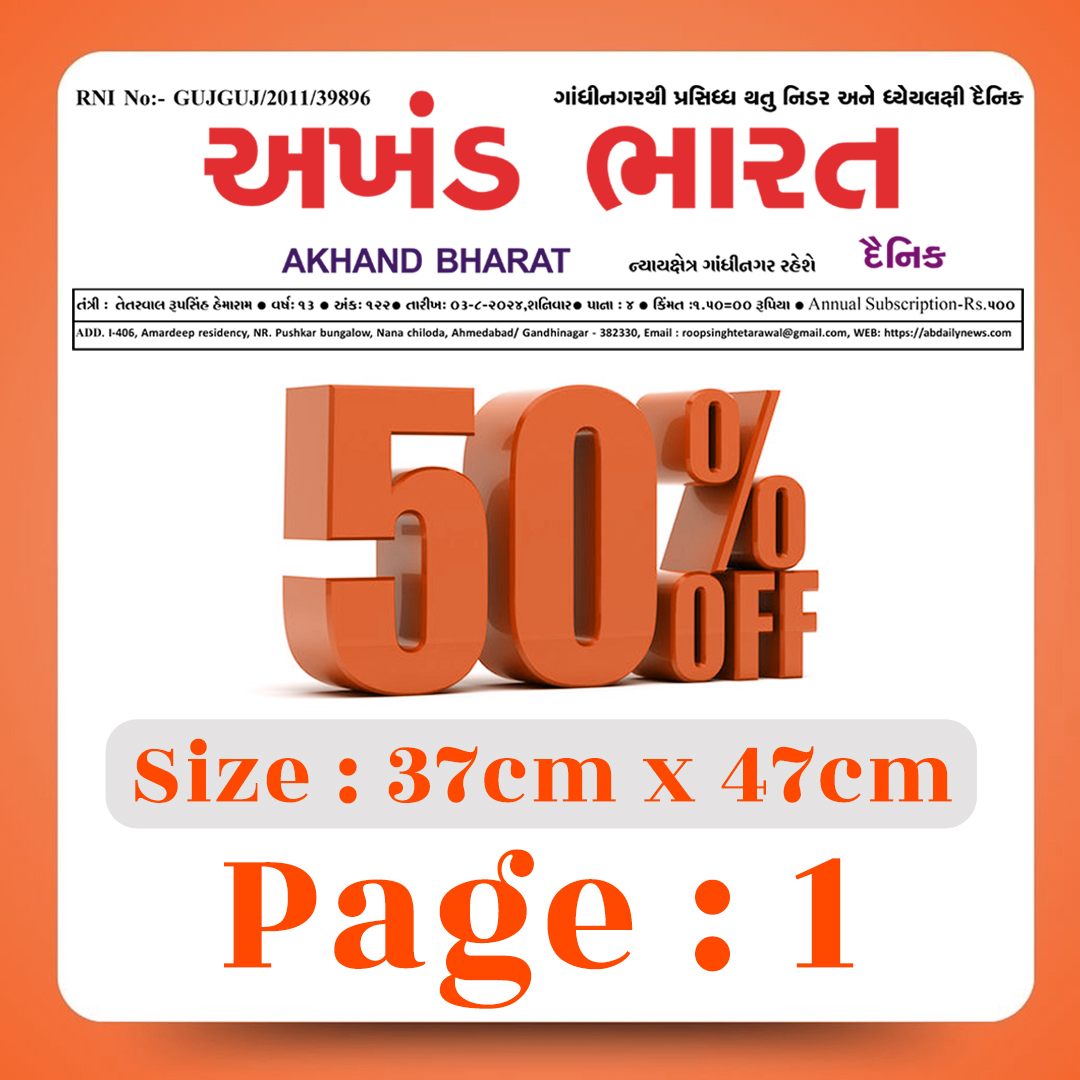 RNI No:- GUJGUJ/2011/39896
ગાંધીનગરથી પ્રસિધ્ધ થતુ નિડર અને ધ્યેયલક્ષી દૈનિક
અખંડ ભારત
AKHAND BHARAT ન્યાયક્ષેત્ર ગાંધીનગર રહેશે દૈનિક
તંત્રી : તેતરવાલ રૂપસિંહ હેમારામ ● વર્ષઃ ૧૩ ● અંકઃ ૧૨૨● તારીખઃ ૦૩-૮-૨૦૨૪,શનિવાર● પાના : ૪ ● કિંમત :૧.૫૦=૦૦ રૂપિયા ● Annual Subscription-Rs.૫૦૦
ADD. I-406, Amardeep residency, NR. Pushkar bungalow, Nana chiloda, Ahmedabad/ Gandhinagar - 382330, Email : roopsinghtetarawal@gmail.com, WEB: https://abdailynews.com
50% OFF
Size : 37cm x 47cm
Page : 1